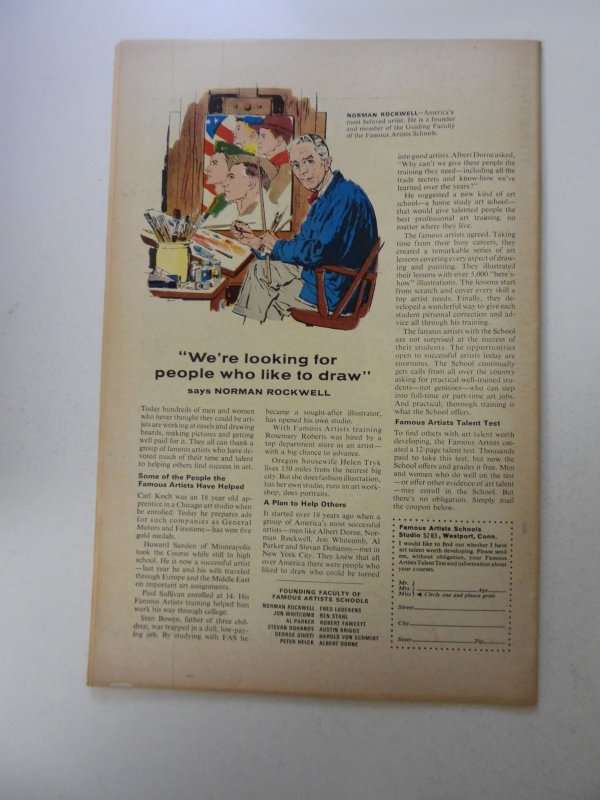 NORMAN ROCKWELL—America's
most beloved artist. He is a founder
and member of the Guiding Faculty
of the Famous Artists Schools.
"We're looking for
people who like to draw"
says NORMAN ROCKWELL
Today hundreds of men and women
who never thought they could be art-
ists are working at easels and drawing
boards, making pictures and getting
well paid for it. They all can thank a
group of famous artists who have de-
voted much of their time and talent
to helping others find success in art.
Some of the People the
Famous Artists Have Helped
Carl Koch was an 18 year old ap-
prentice in a Chicago art studio when
he enrolled. Today he prepares ads
for such companies as General
Motors and Firestone—has won five
gold medals.
Howard Sanden of Minneapolis
took the Course while still in high
school. He is now a successful artist
—last year he and his wife traveled
through Europe and the Middle East
on important art assignments.
Paul Sullivan enrolled at 14. His
Famous Artists training helped him
work his way through college.
Stan Bowen, father of three chil-
dren, was trapped in a dull, low-pay-
ing job. By studying with FAS he
became a sought-after illustrator,
has opened his own studio.
With Famous Artists training
Rosemary Roberts was hired by a
top department store as an artist—
with a big chance to advance.
Oregon housewife Helen Tryk
lives 150 miles from the nearest big
city. But she does fashion illustration,
has her own studio, runs an art work-
shop, does portraits.
A Plan to Help Others
It started over 18 years ago when a
group of America's most successful
artists—men like Albert Dorne, Nor-
man Rockwell, Jon Whitcomb, Al
Parker and Stevan Dohanos—met in
New York City. They knew that all
over America there were people who
liked to draw who could be turned
FOUNDING FACULTY OF
FAMOUS ARTISTS SCHOOLS
NORMAN ROCKWELL FRED LUDEKENS
JON WHITCOMB BEN STAHL
AL PARKER ROBERT FAWCETT
STEVAN DOHANOS AUSTIN BRIGGS
GEORGE GIUSTI HAROLD VON SCHMIDT
PETER HELCK ALBERT DORNE
into good artists. Albert Dorne asked,
"Why can't we give these people the
training they need—including all the
trade secrets and know-how we've
learned over the years?"
He suggested a new kind of art
school—a home study art school—
that would give talented people the
best professional art training, no
matter where they live.
The famous artists agreed. Taking
time from their busy careers, they
created a remarkable series of art
lessons covering every aspect of draw-
ing and painting. They illustrated
their lessons with over 5,000 "here's-
how" illustrations. The lessons start
from scratch and cover every skill a
top artist needs. Finally, they de-
veloped a wonderful way to give each
student personal correction and ad-
vice all through his training.
The famous artists with the School
are not surprised at the success of
their students. The opportunities
open to successful artists today are
enormous. The School continually
gets calls from all over the country
asking for practical well-trained stu-
dents—not geniuses—who can step
into full-time or part-time art jobs.
And practical, thorough training is
what the School offers.
Famous Artists Talent Test
To find others with art talent worth
developing, the Famous Artists cre-
ated a 12-page talent test. Thousands
paid to take this test, but now the
School offers and grades it free. Men
and women who do well on the test
—or offer other evidence of art talent
—may enroll in the School. But
there's no obligation. Simply mail
the coupon below.
Famous Artists Schools
Studio 5265, Westport, Conn.
I would like to find out whether I have
art talent worth developing. Please send
me, without obligation, your Famous
Artists Talent Test and information about
your courses.
Mr.
Mrs. Age
Miss Circle one and please print
Street
City
State Zip